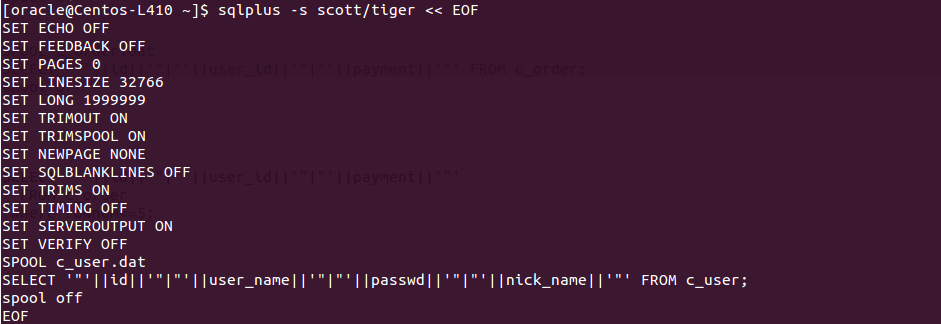 [oracle@Centos-L410 ~]$ sqlplus -s scott/tiger << EOF
SET ECHO OFF
SET FEEDBACK OFF
SET PAGES 0
SET LINESIZE 32766
SET LONG 1999999
SET TRIMOUT ON
SET TRIMSPOOL ON
SET NEWPAGE NONE
SET SQLBLANKLINES OFF
SET TRIMS ON
SET TIMING OFF
SET SERVEROUTPUT ON
SET VERIFY OFF
SPOOL c_user.dat
SELECT '"'||id||'"|"'||user_name||'"|"'||passwd||'"|"'||nick_name||'"' FROM c_user;
spool off
EOF